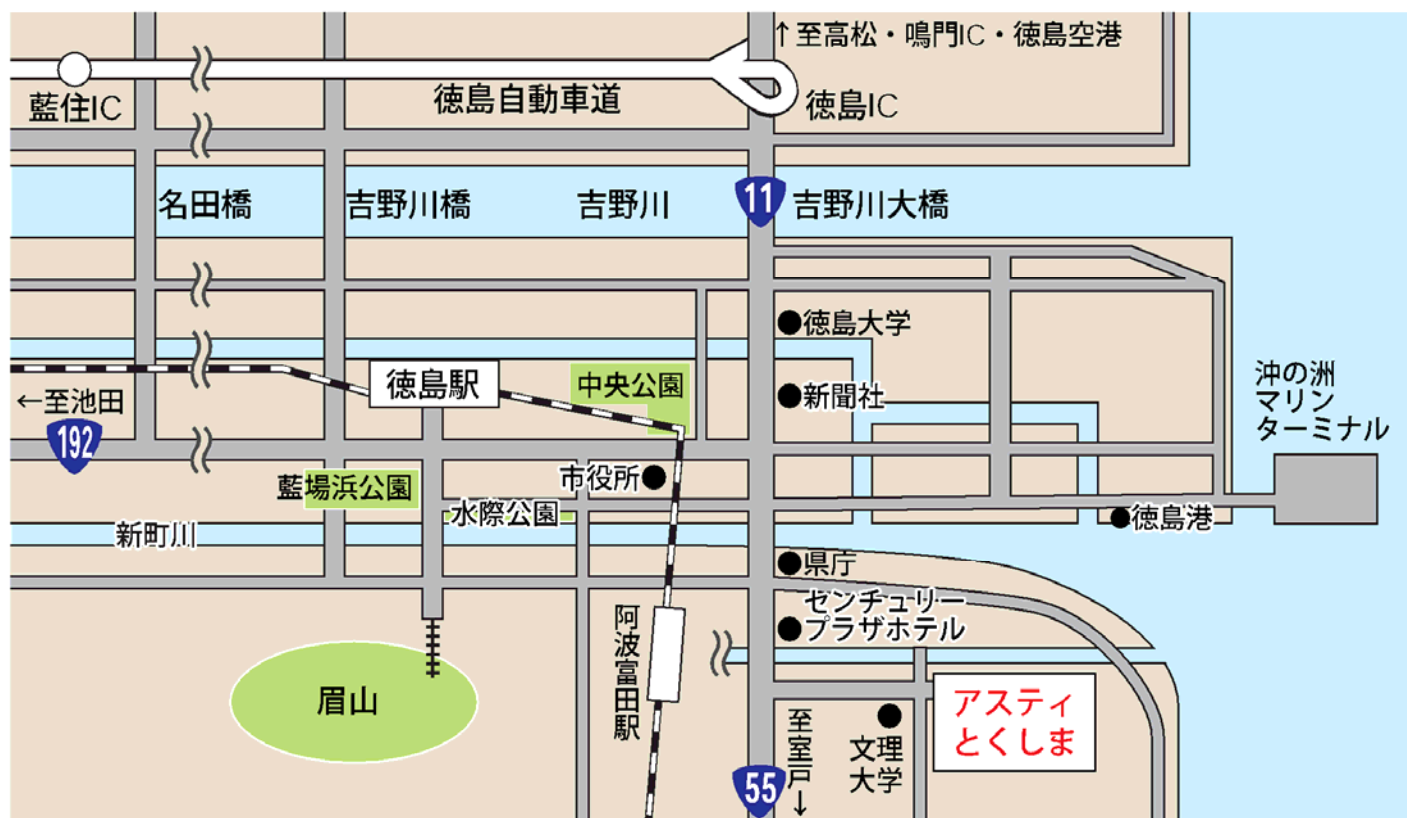 ↑至高松・鳴門IC・徳島空港
藍住IC
徳島自動車道
徳島IC
名田橋
吉野川橋
吉野川
11
吉野川大橋
徳島大学
徳島駅
中央公園
新聞社
沖の洲
マリン
ターミナル
←至池田
192
藍場浜公園
市役所
水際公園
新町川
徳島港
県庁
センチュリー
プラザホテル
阿波富田駅
眉山
アスティ
とくしま
至室戸↓
文理
大学
55